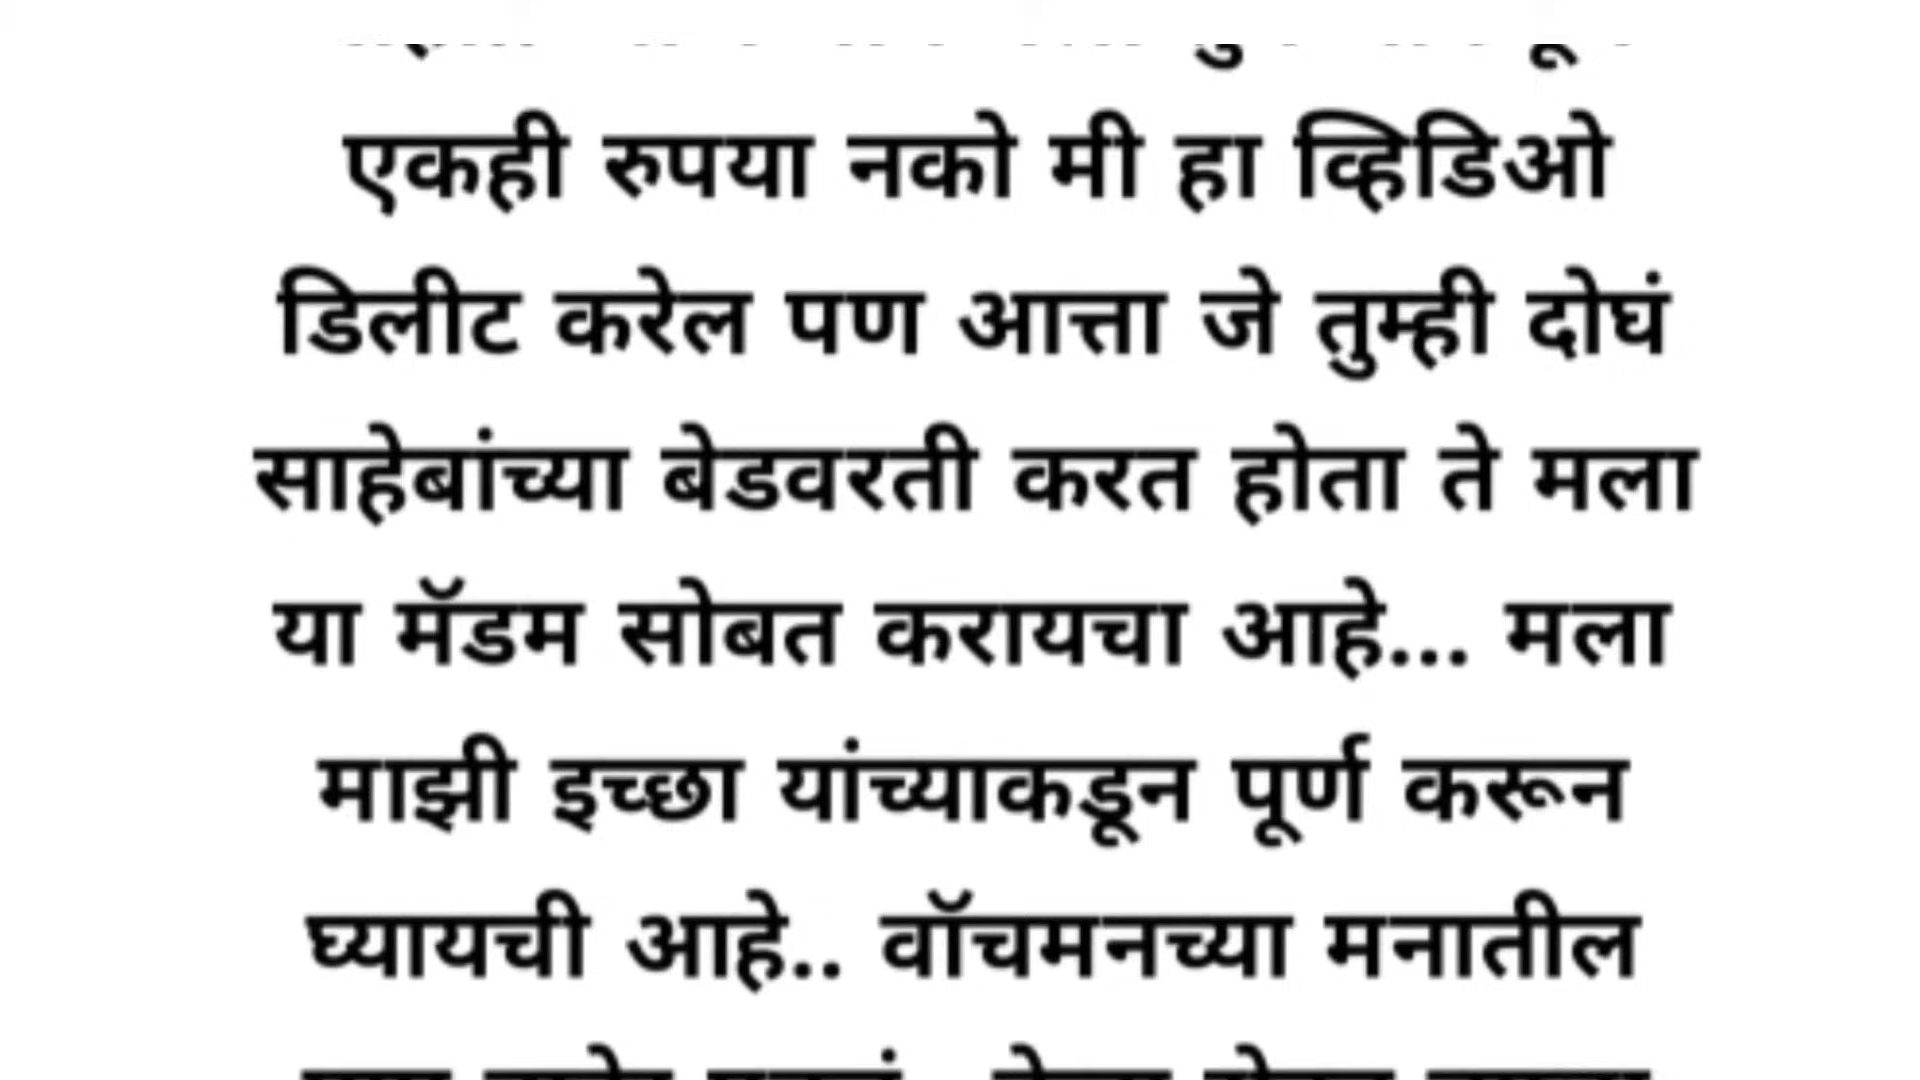 एकही रुपया नको मी हा व्हिडिओ
डिलीट करेल पण आत्ता जे तुम्ही दोघं
साहेबांच्या बेडवरती करत होता ते मला
या मॅडम सोबत करायचा आहे... मला
माझी इच्छा यांच्याकडून पूर्ण करून
घ्यायची आहे.. वॉचमनच्या मनातील